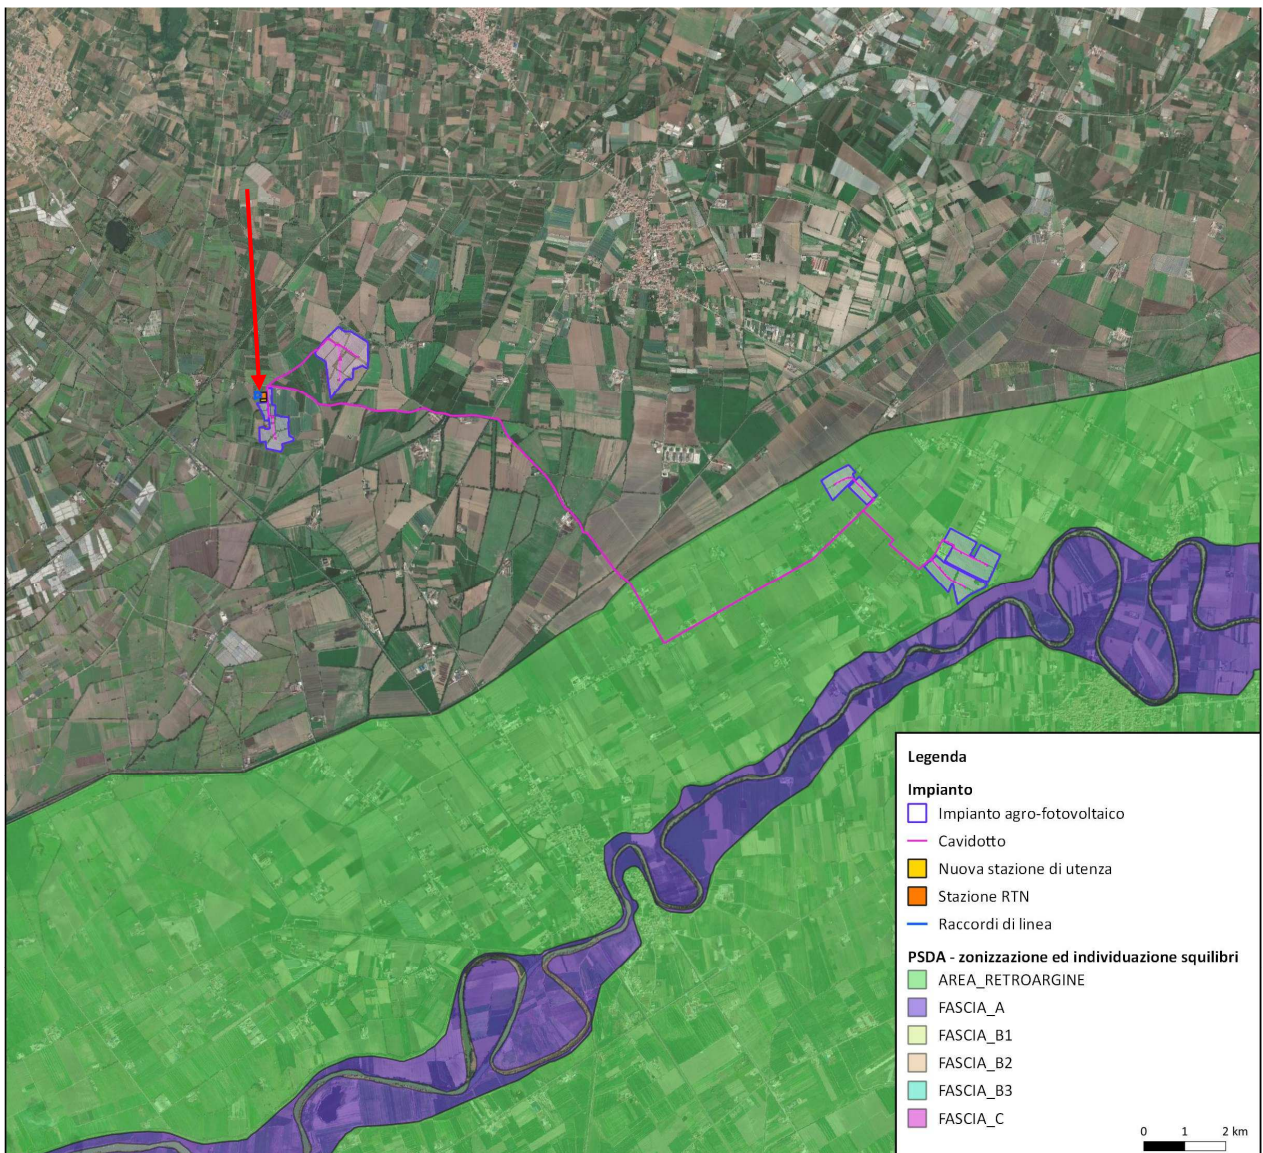 Legenda
Impianto
Impianto agro-fotovoltaico
Cavidotto
Nuova stazione di utenza
Stazione RTN
Raccordi di linea
PSDA - zonizzazione ed individuazione squilibri
AREA_RETROARGINE
FASCIA_A
FASCIA_B1
FASCIA_B2
FASCIA_B3
FASCIA_C
0 1 2 km